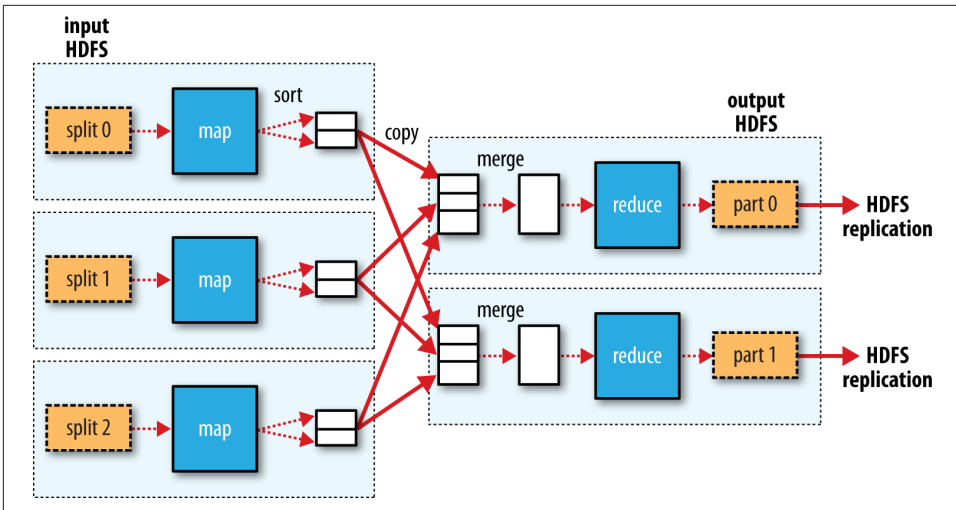 input
HDFS
split 0
map
sort
copy
split 1
map
split 2
map
output
HDFS
merge
reduce
part 0
HDFS
replication
merge
reduce
part 1
HDFS
replication